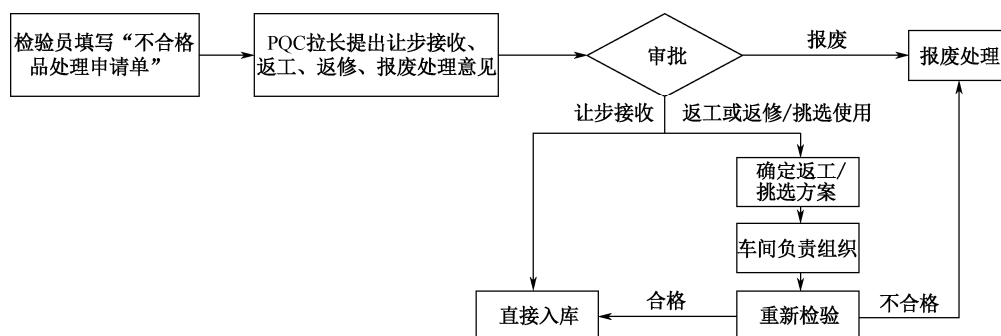 检验员填写“不合格
品处理申请单”
PQC拉长提出让步接收、
返工、返修、报废处理意见
审批
报废
报废处理
让步接收
返工或返修/挑选使用
确定返工/
挑选方案
车间负责组织
直接入库
合格
重新检验
不合格